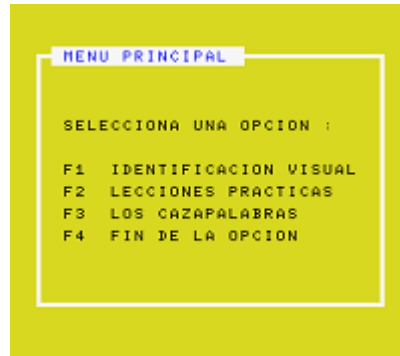 MENU PRINCIPAL
SELECCIONA UNA OPCION :
F1 IDENTIFICACION VISUAL
F2 LECCIONES PRACTICAS
F3 LOS CAZAPALABRAS
F4 FIN DE LA OPCION